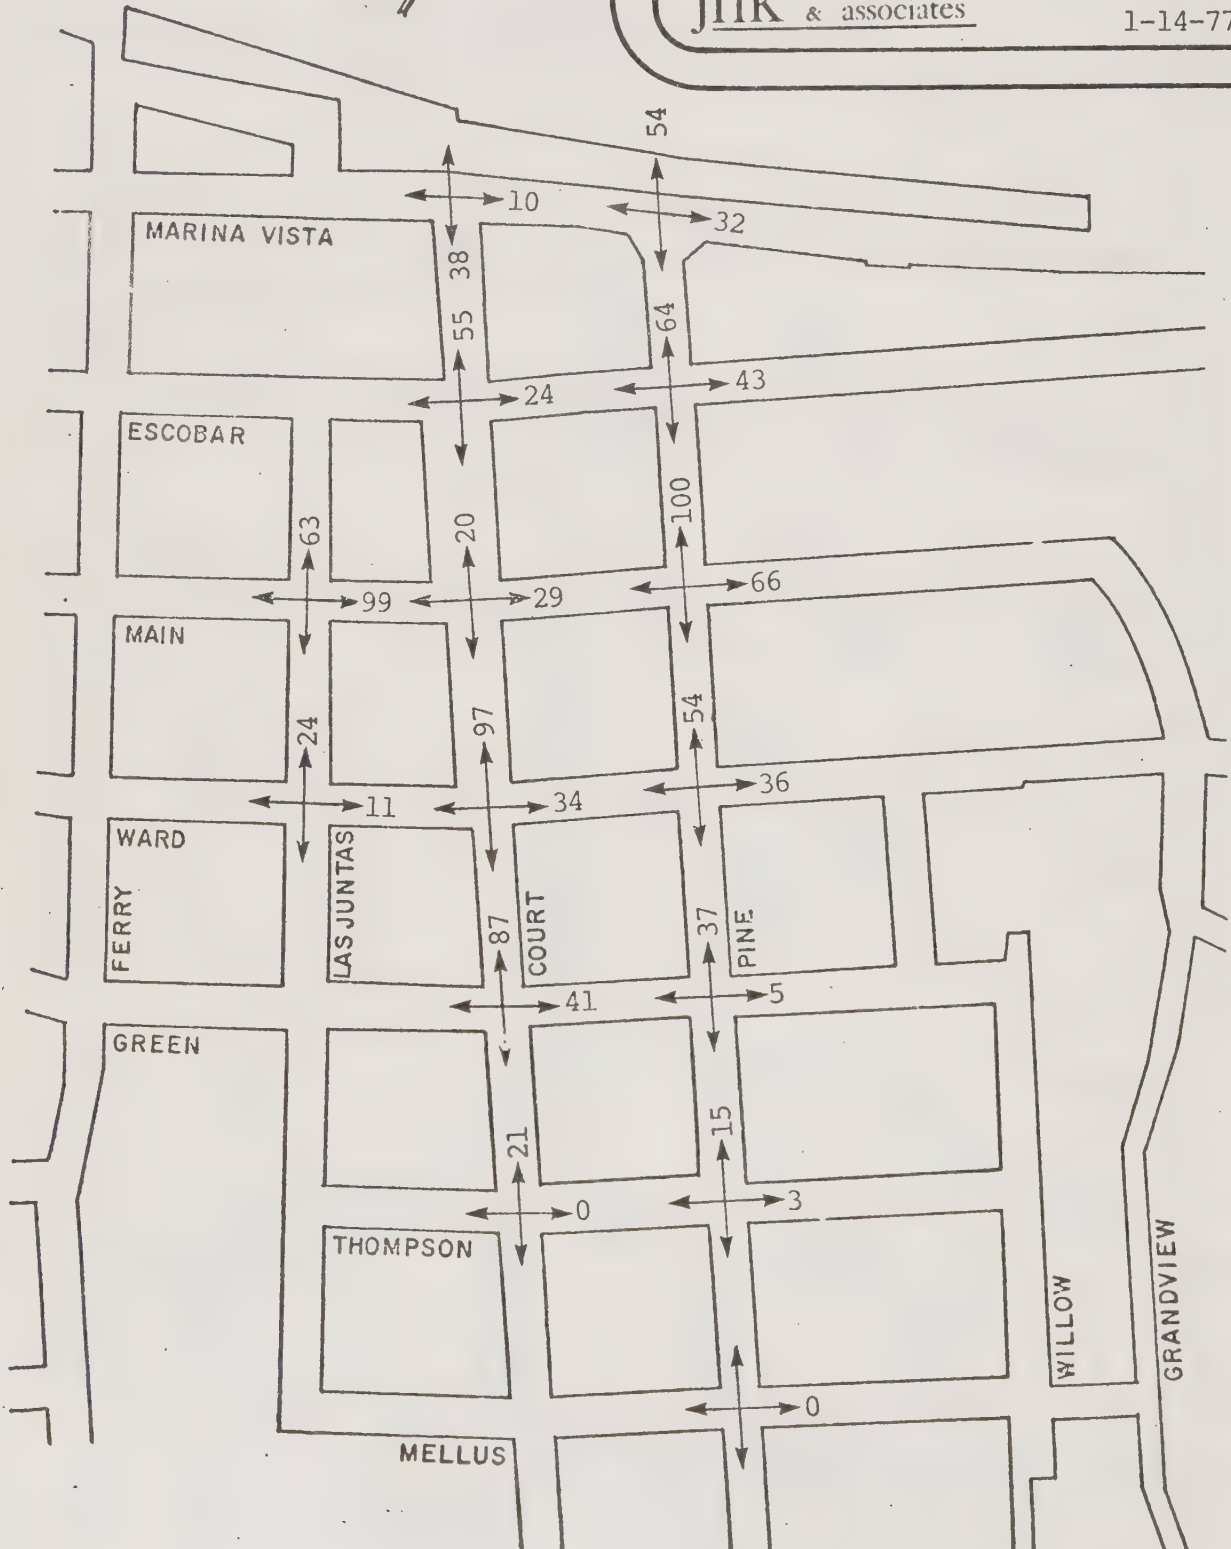 JHK & associates
1-14-77
54
10
32
MARINA VISTA
38
55
64
24
43
ESCOBAR
63
20
100
99
29
66
MAIN
24
97
54
11
34
36
WARD
FERRY
LAS JUNTAS
87
COURT
37
PINE
41
5
GREEN
21
15
0
3
THOMPSON
WILLOW
GRANDVIEW
0
MELLUS